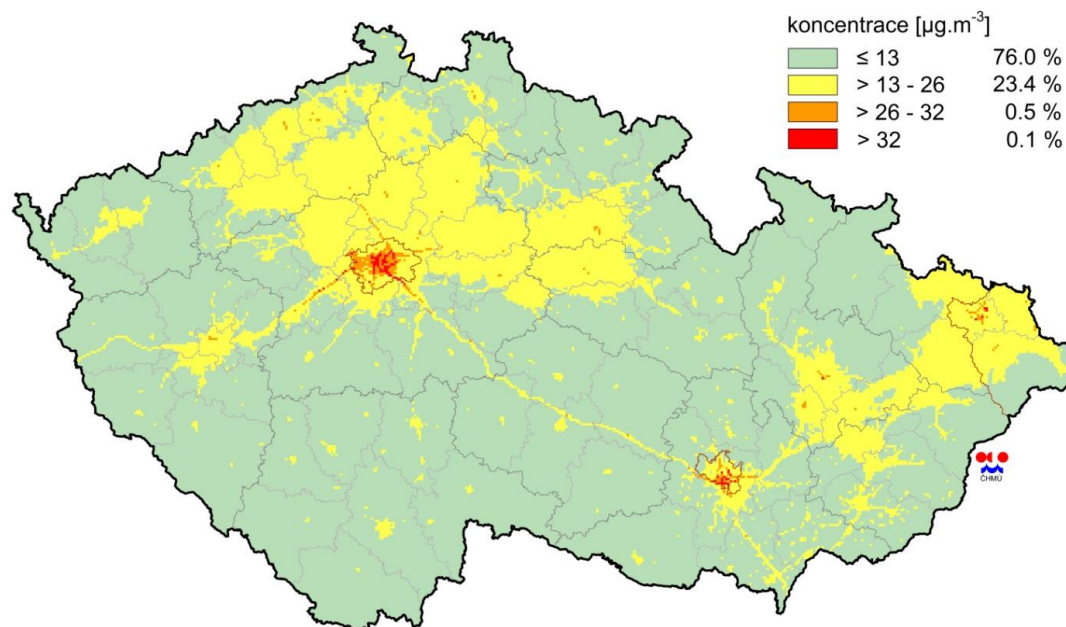 koncentrace [µg.m⁻³]
≤ 13 76.0 %
> 13 - 26 23.4 %
> 26 - 32 0.5 %
> 32 0.1 %
ČHMÚ